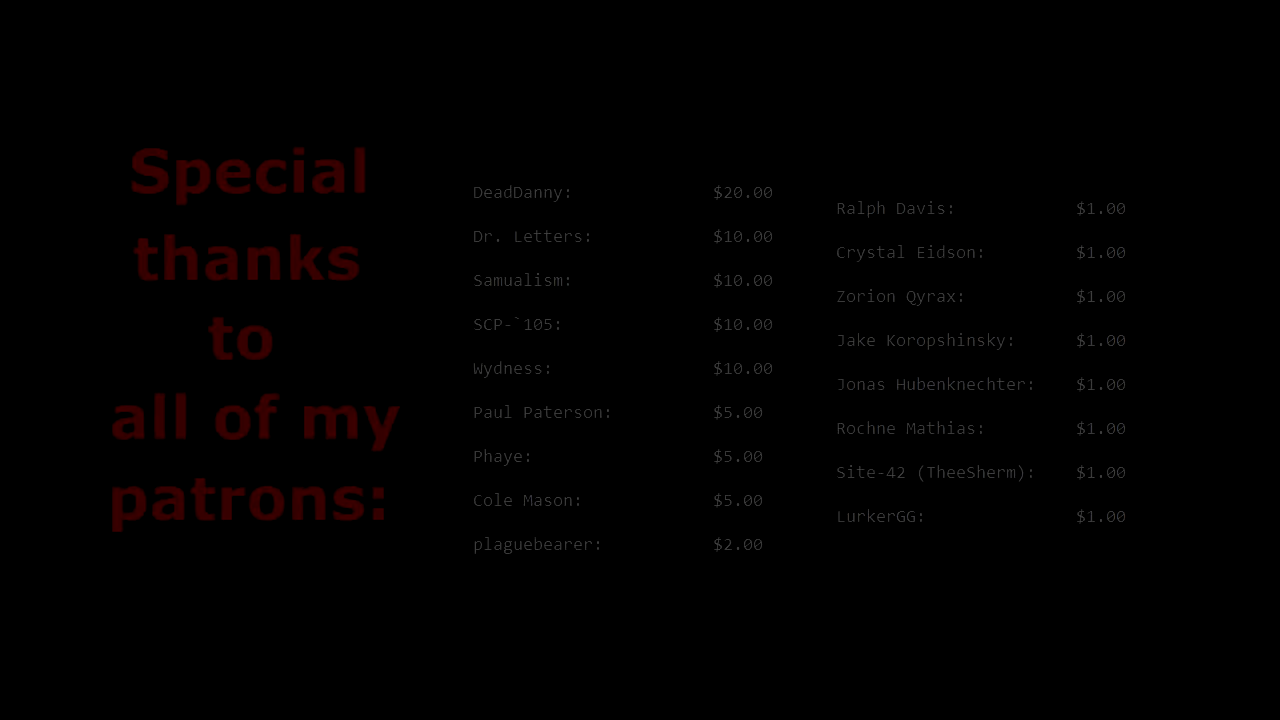 Special
thanks
to
all of my
patrons:
DeadDanny: $20.00
Dr. Letters: $10.00
Samualism: $10.00
SCP-`105: $10.00
Wydness: $10.00
Paul Paterson: $5.00
Phaye: $5.00
Cole Mason: $5.00
plaguebearer: $2.00
Ralph Davis: $1.00
Crystal Eidson: $1.00
Zorion Qyrax: $1.00
Jake Koropshinsky: $1.00
Jonas Hubenknechter: $1.00
Rochne Mathias: $1.00
Site-42 (TheeSherm): $1.00
LurkerGG: $1.00